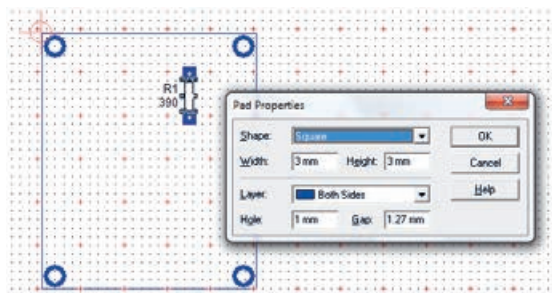 R1
390
Pad Properties
Shape: Square
Width: 3 mm Height: 3 mm
Layer: Both Sides
Hole: 1 mm Gap: 1.27 mm
OK
Cancel
Help